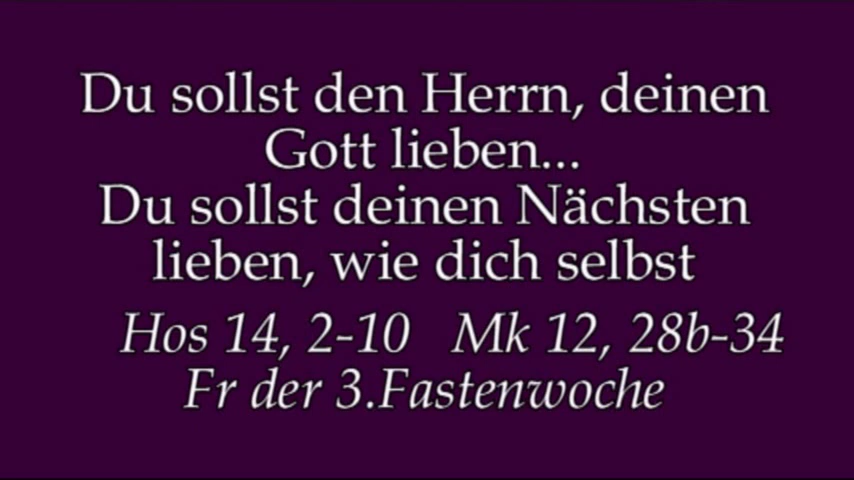 Du sollst den Herrn, deinen
Gott lieben...
Du sollst deinen Nächsten
lieben, wie dich selbst
Hos 14, 2-10 Mk 12, 28b-34
Fr der 3.Fastenwoche